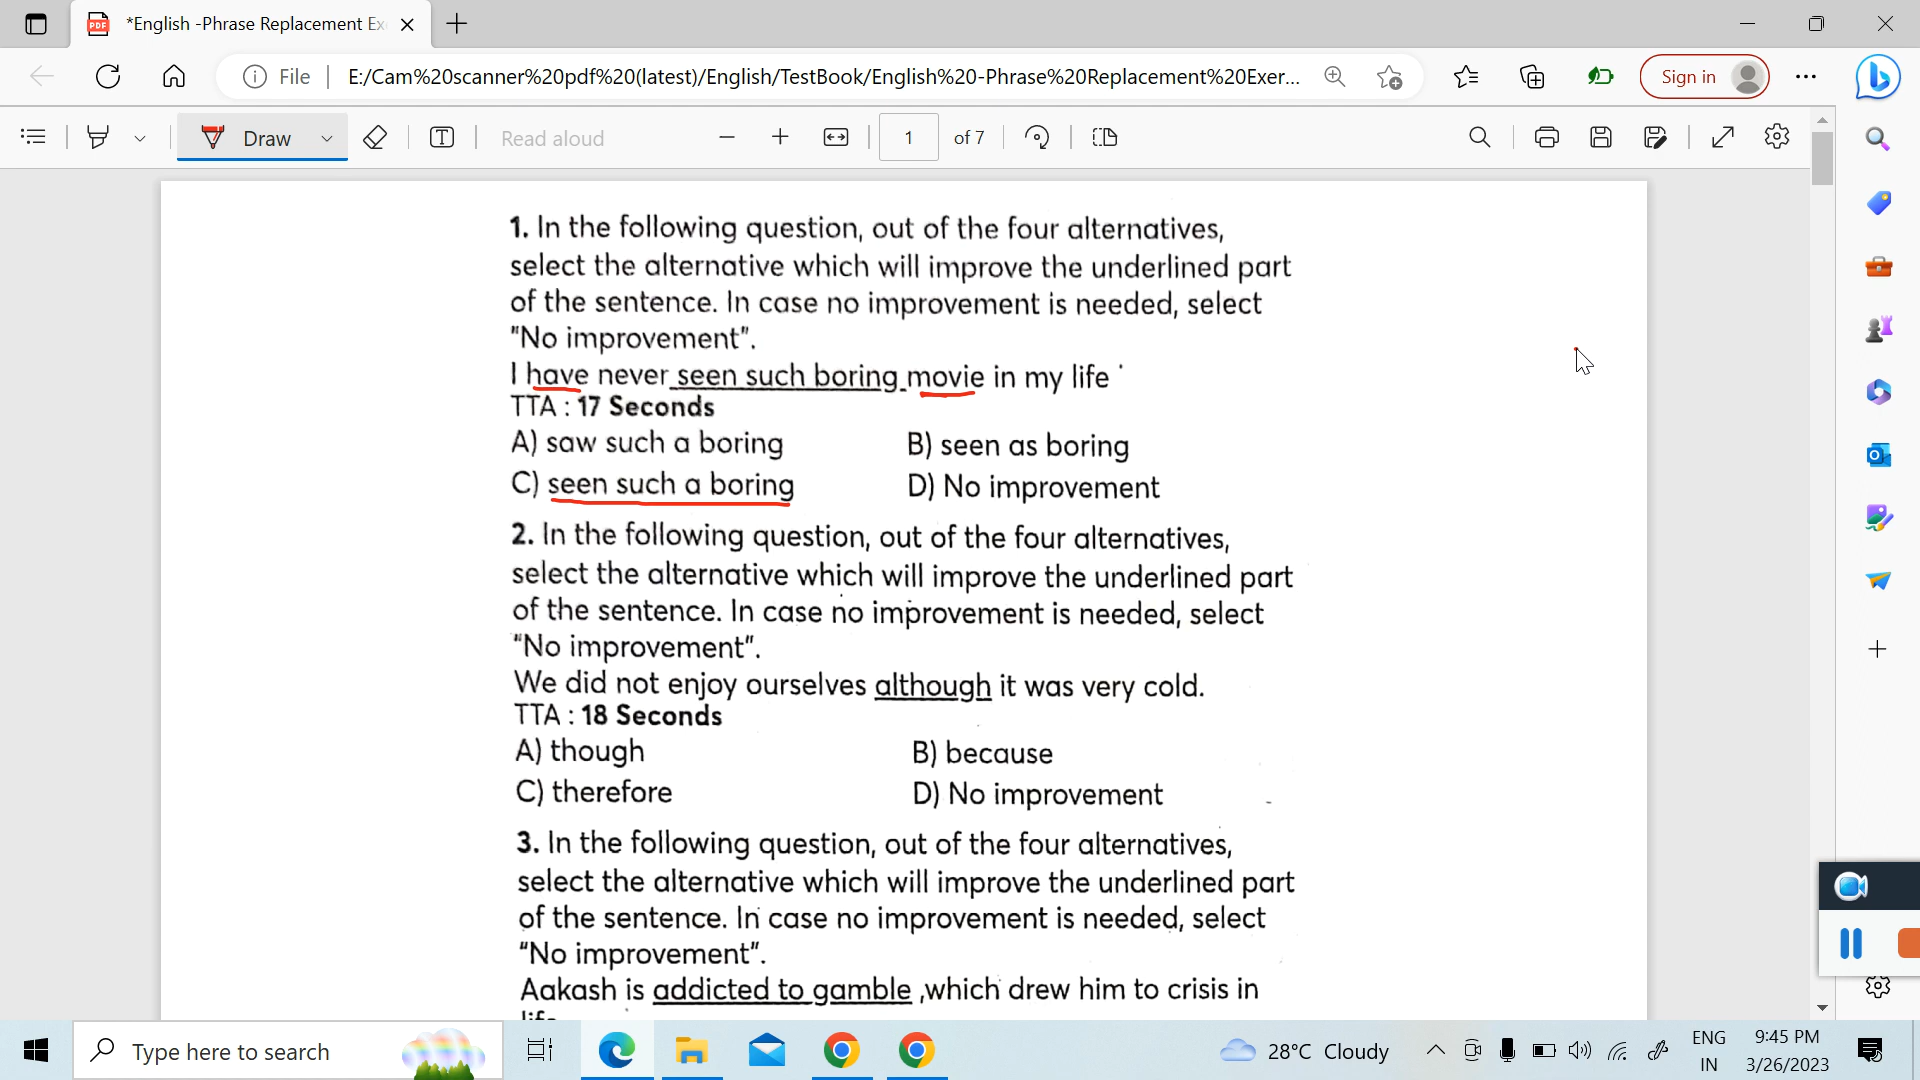 *English -Phrase Replacement Ex
File
E:/Cam%20scanner%20pdf%20(latest)/English/TestBook/English%20-Phrase%20Replacement%20Exer...
Sign in
Draw
Read aloud
1
of 7
1. In the following question, out of the four alternatives,
select the alternative which will improve the underlined part
of the sentence. In case no improvement is needed, select
"No improvement".
I have never seen such boring movie in my life
TTA : 17 Seconds
A) saw such a boring
B) seen as boring
C) seen such a boring
D) No improvement
2. In the following question, out of the four alternatives,
select the alternative which will improve the underlined part
of the sentence. In case no improvement is needed, select
"No improvement".
We did not enjoy ourselves although it was very cold.
TTA : 18 Seconds
A) though
B) because
C) therefore
D) No improvement
3. In the following question, out of the four alternatives,
select the alternative which will improve the underlined part
of the sentence. In case no improvement is needed, select
"No improvement".
Aakash is addicted to gamble ,which drew him to crisis in
Type here to search
28°C Cloudy
ENG
IN
9:45 PM
3/26/2023